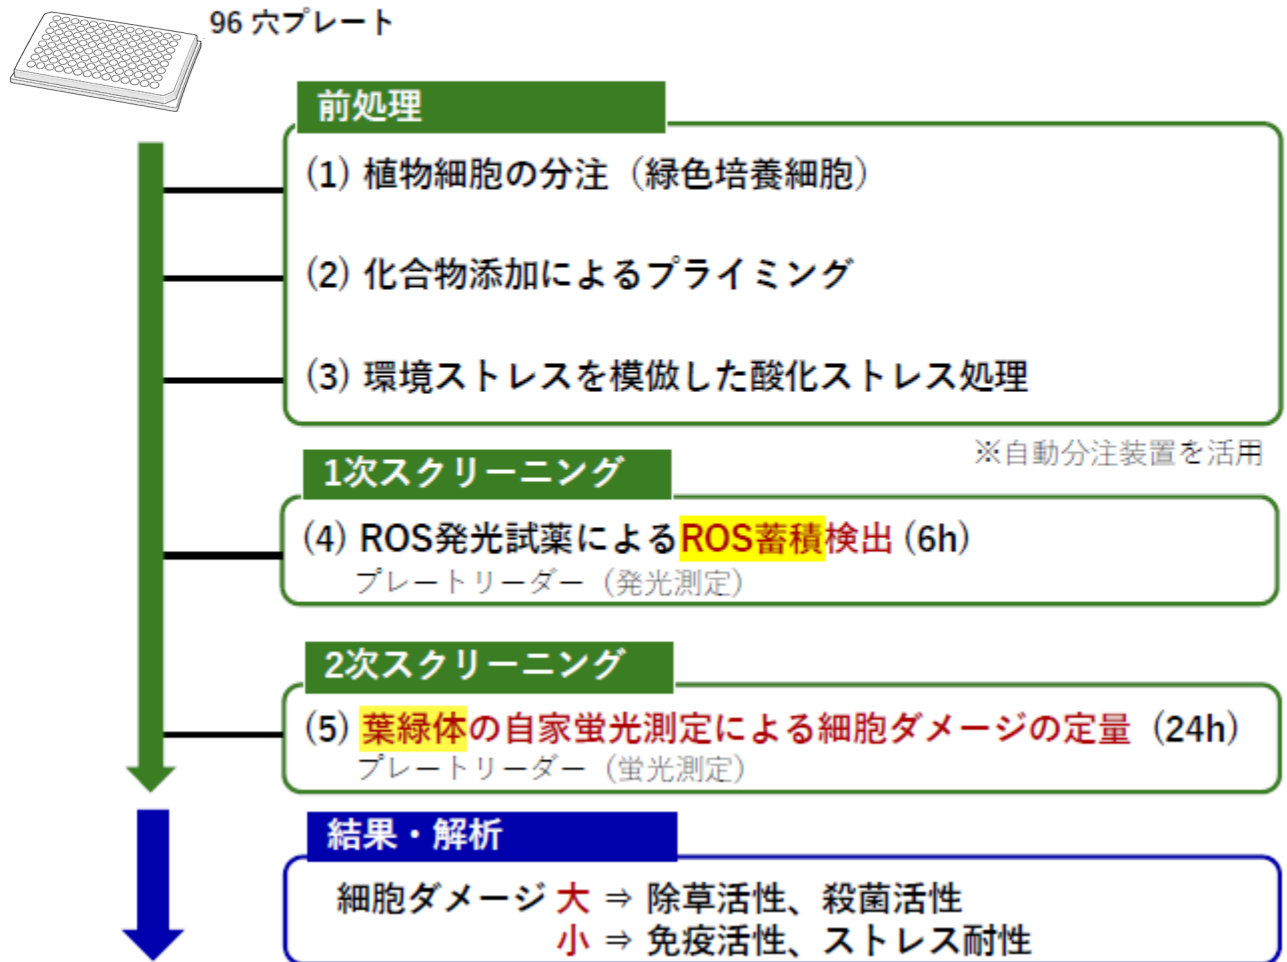 96 穴プレート
前処理
(1) 植物細胞の分注（緑色培養細胞）
(2) 化合物添加によるプライミング
(3) 環境ストレスを模倣した酸化ストレス処理
※自動分注装置を活用
1次スクリーニング
(4) ROS発光試薬によるROS蓄積検出 (6h)
プレートリーダー（発光測定）
2次スクリーニング
(5) 葉緑体の自家蛍光測定による細胞ダメージの定量 (24h)
プレートリーダー（蛍光測定）
結果・解析
細胞ダメージ 大 ⇒ 除草活性、殺菌活性
小 ⇒ 免疫活性、ストレス耐性